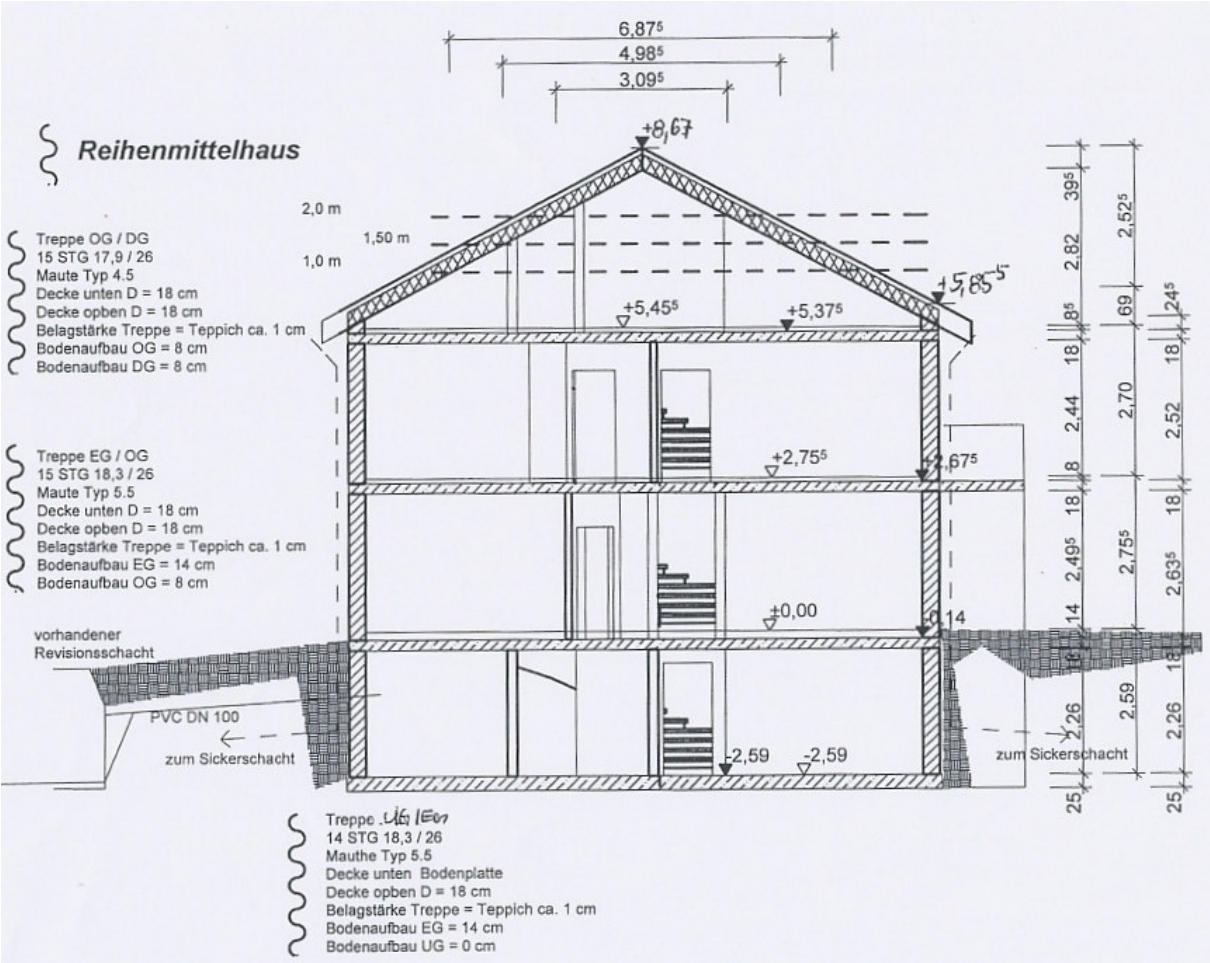 6,87⁵
4,98⁵
3,09⁵
+8,67
Reihenmittelhaus
2,0 m
1,50 m
1,0 m
Treppe OG / DG
15 STG 17,9 / 26
Maute Typ 4.5
Decke unten D = 18 cm
Decke opben D = 18 cm
Belagstärke Treppe = Teppich ca. 1 cm
Bodenaufbau OG = 8 cm
Bodenaufbau DG = 8 cm
+5,85⁵
+5,45⁵
+5,37⁵
39⁵
2,82
8⁵
18
2,44
8
18
2,49⁵
14
18
2,26
25
2,52⁵
69
2,70
2,75⁵
2,59
24⁵
18
2,52
18
2,63⁵
18
2,26
25
+2,75⁵
+2,67⁵
Treppe EG / OG
15 STG 18,3 / 26
Maute Typ 5.5
Decke unten D = 18 cm
Decke opben D = 18 cm
Belagstärke Treppe = Teppich ca. 1 cm
Bodenaufbau EG = 14 cm
Bodenaufbau OG = 8 cm
±0,00
-0,14
vorhandener
Revisionsschacht
PVC DN 100
zum Sickerschacht
-2,59
-2,59
zum Sickerschacht
Treppe UG/EG
14 STG 18,3 / 26
Mauthe Typ 5.5
Decke unten Bodenplatte
Decke opben D = 18 cm
Belagstärke Treppe = Teppich ca. 1 cm
Bodenaufbau EG = 14 cm
Bodenaufbau UG = 0 cm